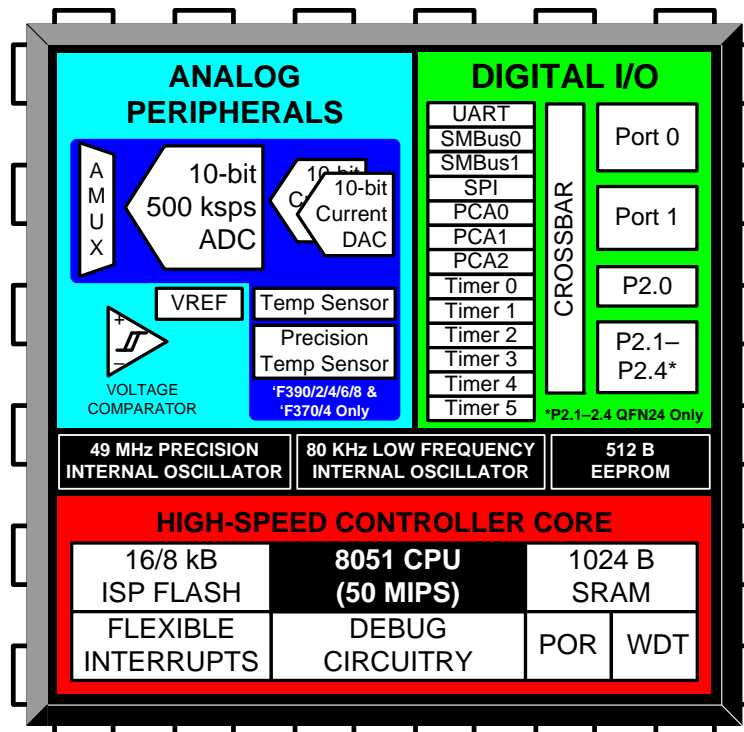 ANALOG
PERIPHERALS
A
M
U
X
10-bit
500 ksps
ADC
10-bit
10-bit
Current
DAC
VREF
Temp Sensor
Precision
Temp Sensor
+
–
VOLTAGE
COMPARATOR
‘F390/2/4/6/8 &
‘F370/4 Only
DIGITAL I/O
UART
SMBus0
SMBus1
SPI
PCA0
PCA1
PCA2
Timer 0
Timer 1
Timer 2
Timer 3
Timer 4
Timer 5
CROSSBAR
Port 0
Port 1
P2.0
P2.1–
P2.4*
*P2.1–2.4 QFN24 Only
49 MHz PRECISION
INTERNAL OSCILLATOR
80 KHz LOW FREQUENCY
INTERNAL OSCILLATOR
512 B
EEPROM
HIGH-SPEED CONTROLLER CORE
16/8 kB
ISP FLASH
8051 CPU
(50 MIPS)
1024 B
SRAM
FLEXIBLE
INTERRUPTS
DEBUG
CIRCUITRY
POR
WDT